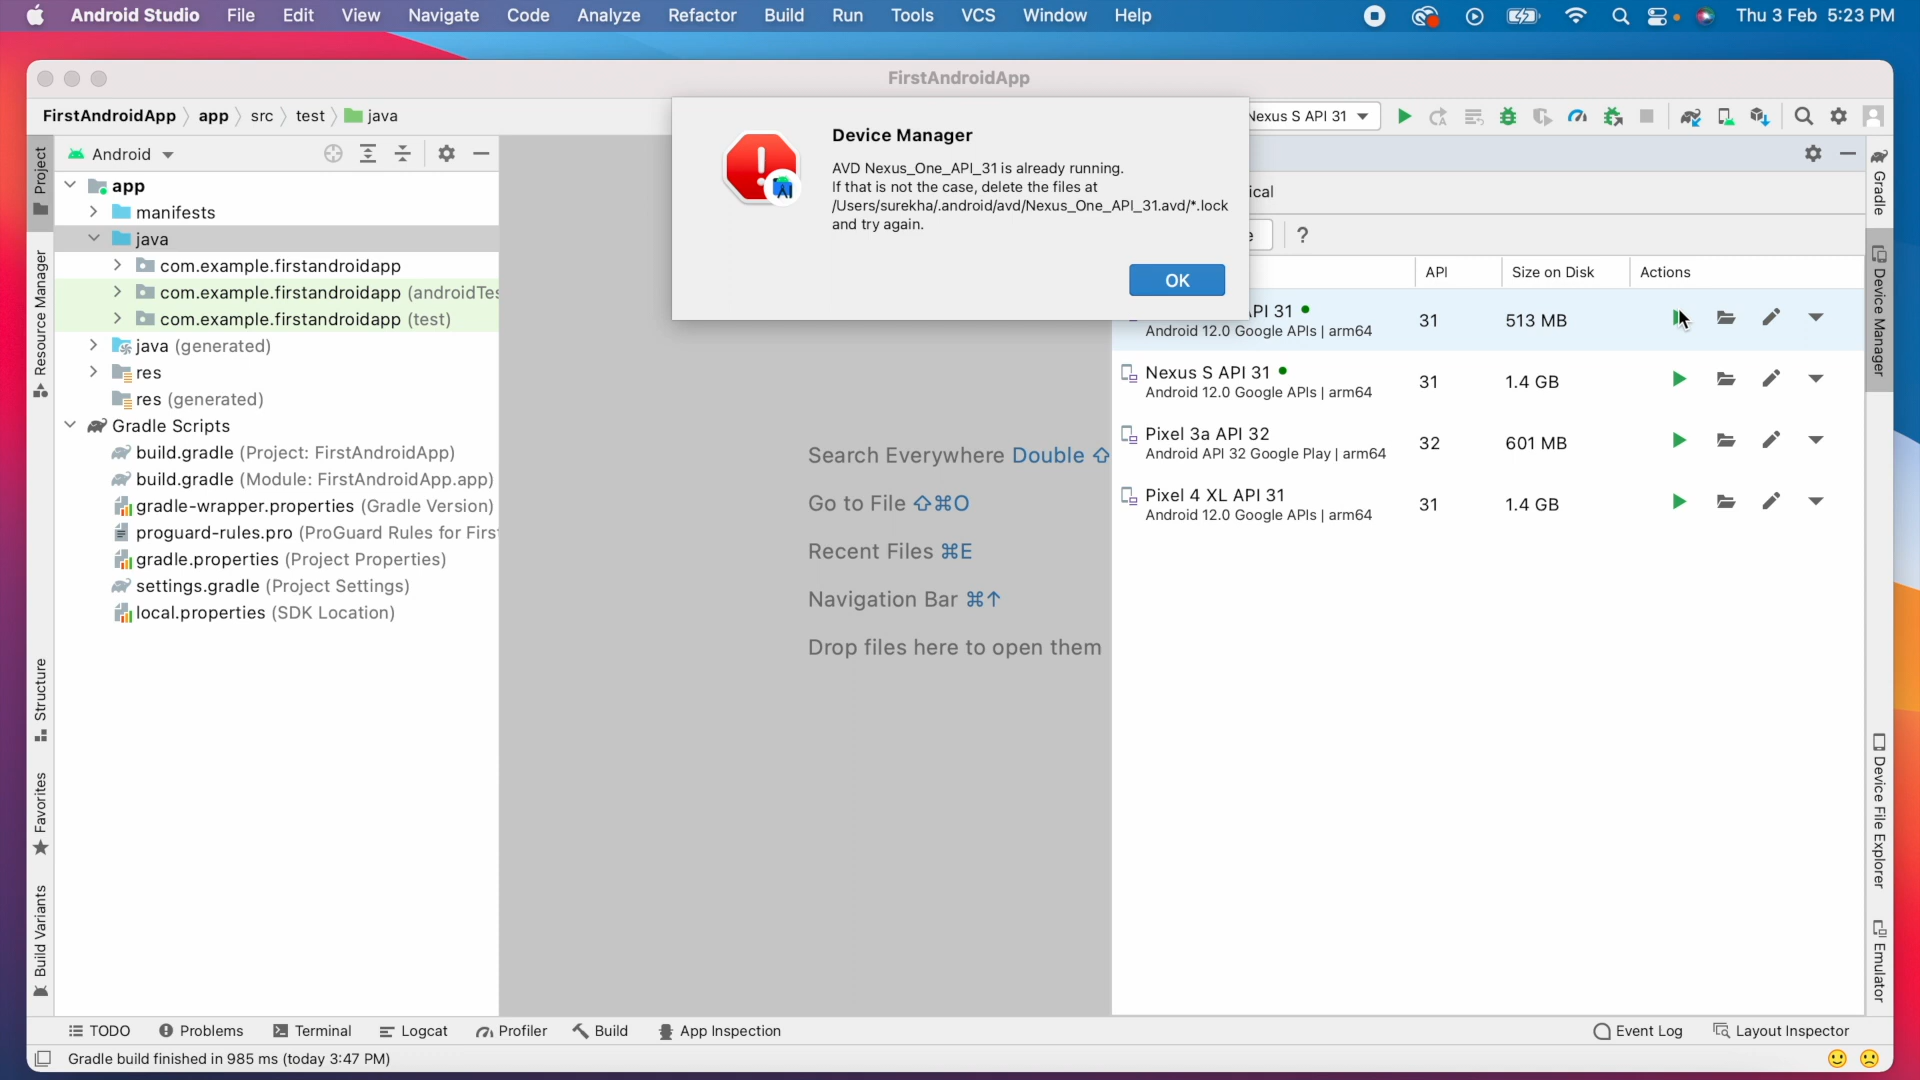 Android Studio File Edit View Navigate Code Analyze Refactor Build Run Tools VCS Window Help Thu 3 Feb 5:23 PM
FirstAndroidApp
FirstAndroidApp app src test java
Nexus S API 31
Android
Device Manager
AVD Nexus_One_API_31 is already running.
If that is not the case, delete the files at
/Users/surekha/.android/avd/Nexus_One_API_31.avd/*.lock
and try again.
OK
ical
e ?
API Size on Disk Actions
API 31
Android 12.0 Google APIs | arm64
31 513 MB
Nexus S API 31
Android 12.0 Google APIs | arm64
31 1.4 GB
Pixel 3a API 32
Android API 32 Google Play | arm64
32 601 MB
Pixel 4 XL API 31
Android 12.0 Google APIs | arm64
31 1.4 GB
app
manifests
java
com.example.firstandroidapp
com.example.firstandroidapp (androidTes
com.example.firstandroidapp (test)
java (generated)
res
res (generated)
Gradle Scripts
build.gradle (Project: FirstAndroidApp)
build.gradle (Module: FirstAndroidApp.app)
gradle-wrapper.properties (Gradle Version)
proguard-rules.pro (ProGuard Rules for Firs
gradle.properties (Project Properties)
settings.gradle (Project Settings)
local.properties (SDK Location)
Search Everywhere Double ⇧
Go to File ⇧⌘O
Recent Files ⌘E
Navigation Bar ⌘↑
Drop files here to open them
Project
Resource Manager
Structure
Favorites
Build Variants
Gradle
Device Manager
Device File Explorer
Emulator
TODO Problems Terminal Logcat Profiler Build App Inspection Event Log Layout Inspector
Gradle build finished in 985 ms (today 3:47 PM)